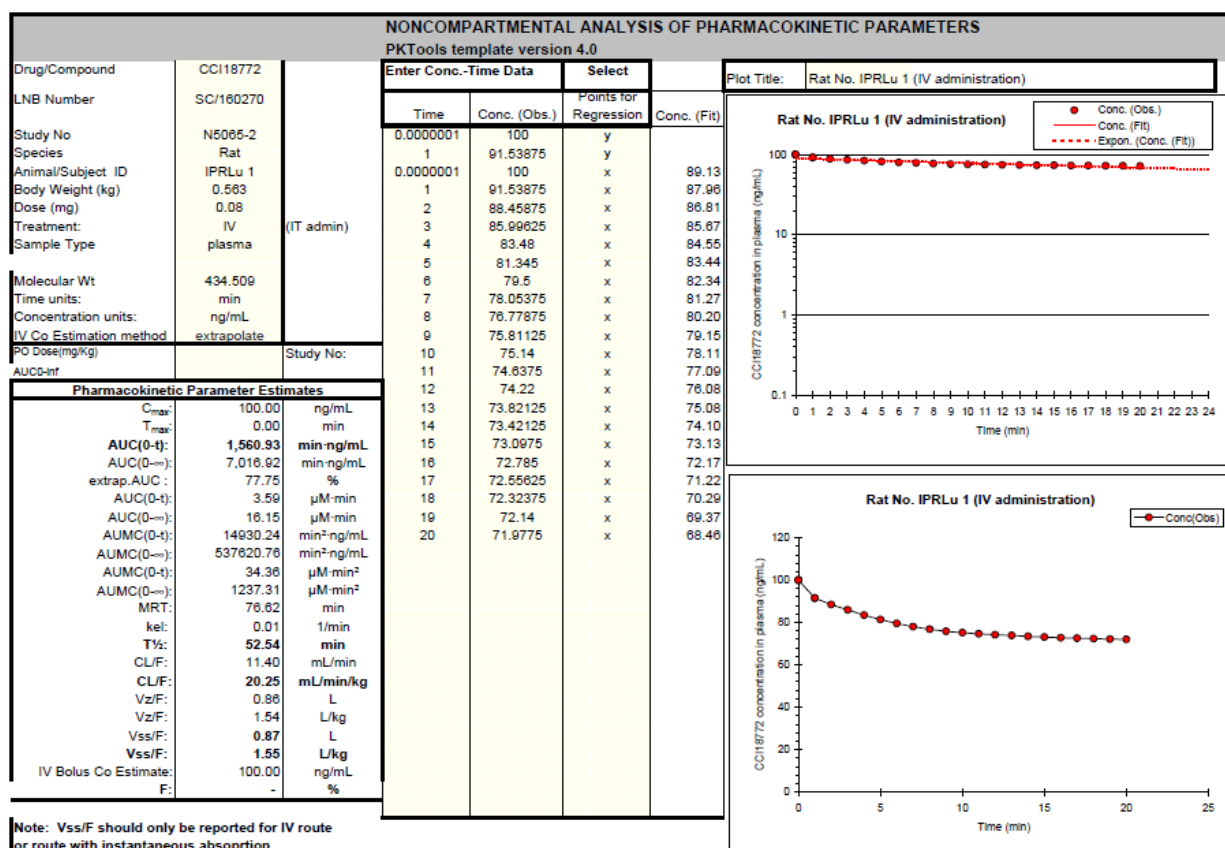 NONCOMPARTMENTAL ANALYSIS OF PHARMACOKINETIC PARAMETERS
PKTools template version 4.0
Drug/Compound CCI18772
LNB Number SC/160270
Study No N5065-2
Species Rat
Animal/Subject ID IPRLu 1
Body Weight (kg) 0.563
Dose (mg) 0.08
Treatment: IV (IT admin)
Sample Type plasma
Molecular Wt 434.509
Time units: min
Concentration units: ng/mL
IV Co Estimation method extrapolate
PO Dose(mg/Kg) Study No:
AUC0-inf
Pharmacokinetic Parameter Estimates
Cmax: 100.00 ng/mL
Tmax: 0.00 min
AUC(0-t): 1,560.93 min·ng/mL
AUC(0-∞): 7,016.92 min·ng/mL
extrap.AUC : 77.75 %
AUC(0-t): 3.59 µM·min
AUC(0-∞): 16.15 µM·min
AUMC(0-t): 14930.24 min²·ng/mL
AUMC(0-∞): 537620.76 min²·ng/mL
AUMC(0-t): 34.36 µM·min²
AUMC(0-∞): 1237.31 µM·min²
MRT: 76.62 min
kel: 0.01 1/min
T½: 52.54 min
CL/F: 11.40 mL/min
CL/F: 20.25 mL/min/kg
Vz/F: 0.86 L
Vz/F: 1.54 L/kg
Vss/F: 0.87 L
Vss/F: 1.55 L/kg
IV Bolus Co Estimate: 100.00 ng/mL
F: - %
Note: Vss/F should only be reported for IV route
or route with instantaneous absorption
Enter Conc.-Time Data Select
Time Conc. (Obs.) Points for Regression Conc. (Fit)
0.0000001 100 y
1 91.53875 y
0.0000001 100 x 89.13
1 91.53875 x 87.96
2 88.45875 x 86.81
3 85.99625 x 85.67
4 83.48 x 84.55
5 81.345 x 83.44
6 79.5 x 82.34
7 78.05375 x 81.27
8 76.77875 x 80.20
9 75.81125 x 79.15
10 75.14 x 78.11
11 74.6375 x 77.09
12 74.22 x 76.08
13 73.82125 x 75.08
14 73.42125 x 74.10
15 73.0975 x 73.13
16 72.785 x 72.17
17 72.55625 x 71.22
18 72.32375 x 70.29
19 72.14 x 69.37
20 71.9775 x 68.46
Plot Title: Rat No. IPRLu 1 (IV administration)
Rat No. IPRLu 1 (IV administration)
Conc. (Obs.)
Conc. (Fit)
Expon. (Conc. (Fit))
CCI18772 concentration in plasma (ng/mL)
100
10
1
0.1
0 1 2 3 4 5 6 7 8 9 10 11 12 13 14 15 16 17 18 19 20 21 22 23 24
Time (min)
Rat No. IPRLu 1 (IV administration)
Conc(Obs)
CCI18772 concentration in plasma (ng/mL)
120
100
80
60
40
20
0
0 5 10 15 20 25
Time (min)